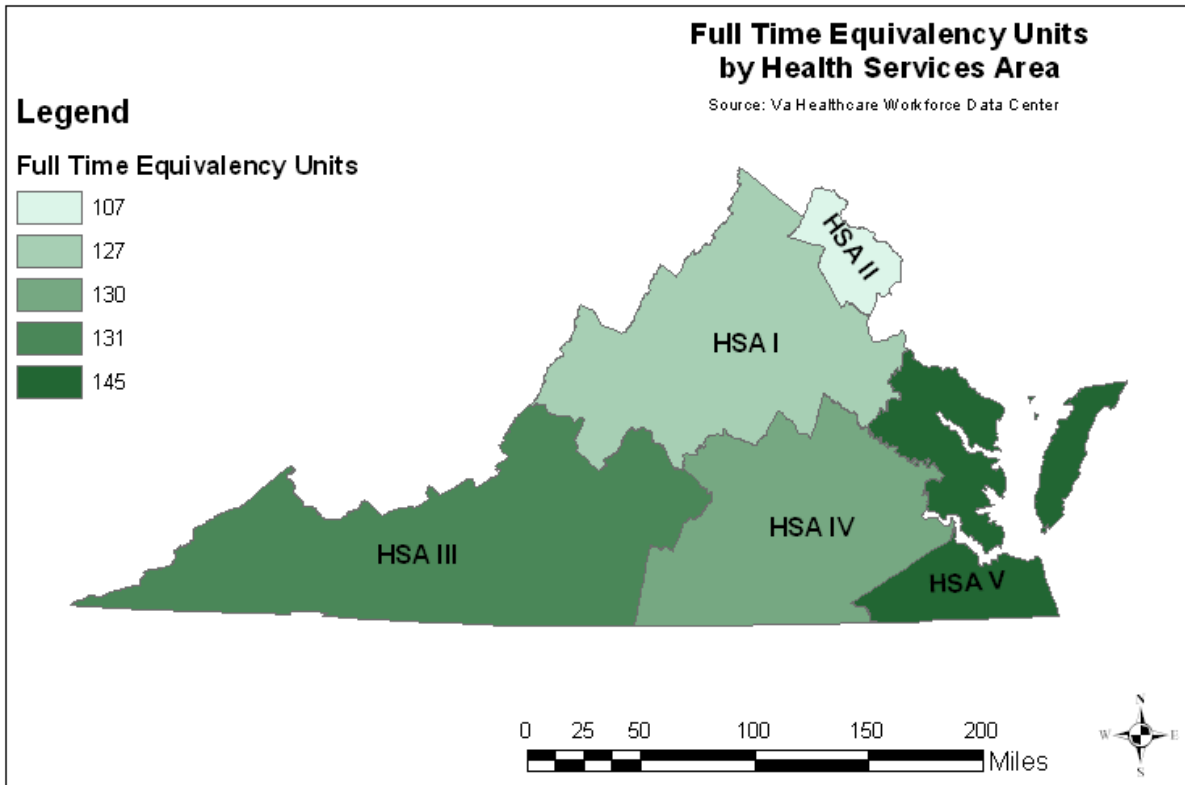 Full Time Equivalency Units
by Health Services Area
Source: Va Healthcare Workforce Data Center
Legend
Full Time Equivalency Units
107
127
130
131
145
HSA II
HSA I
HSA III
HSA IV
HSA V
0 25 50 100 150 200
Miles
N
W E
S